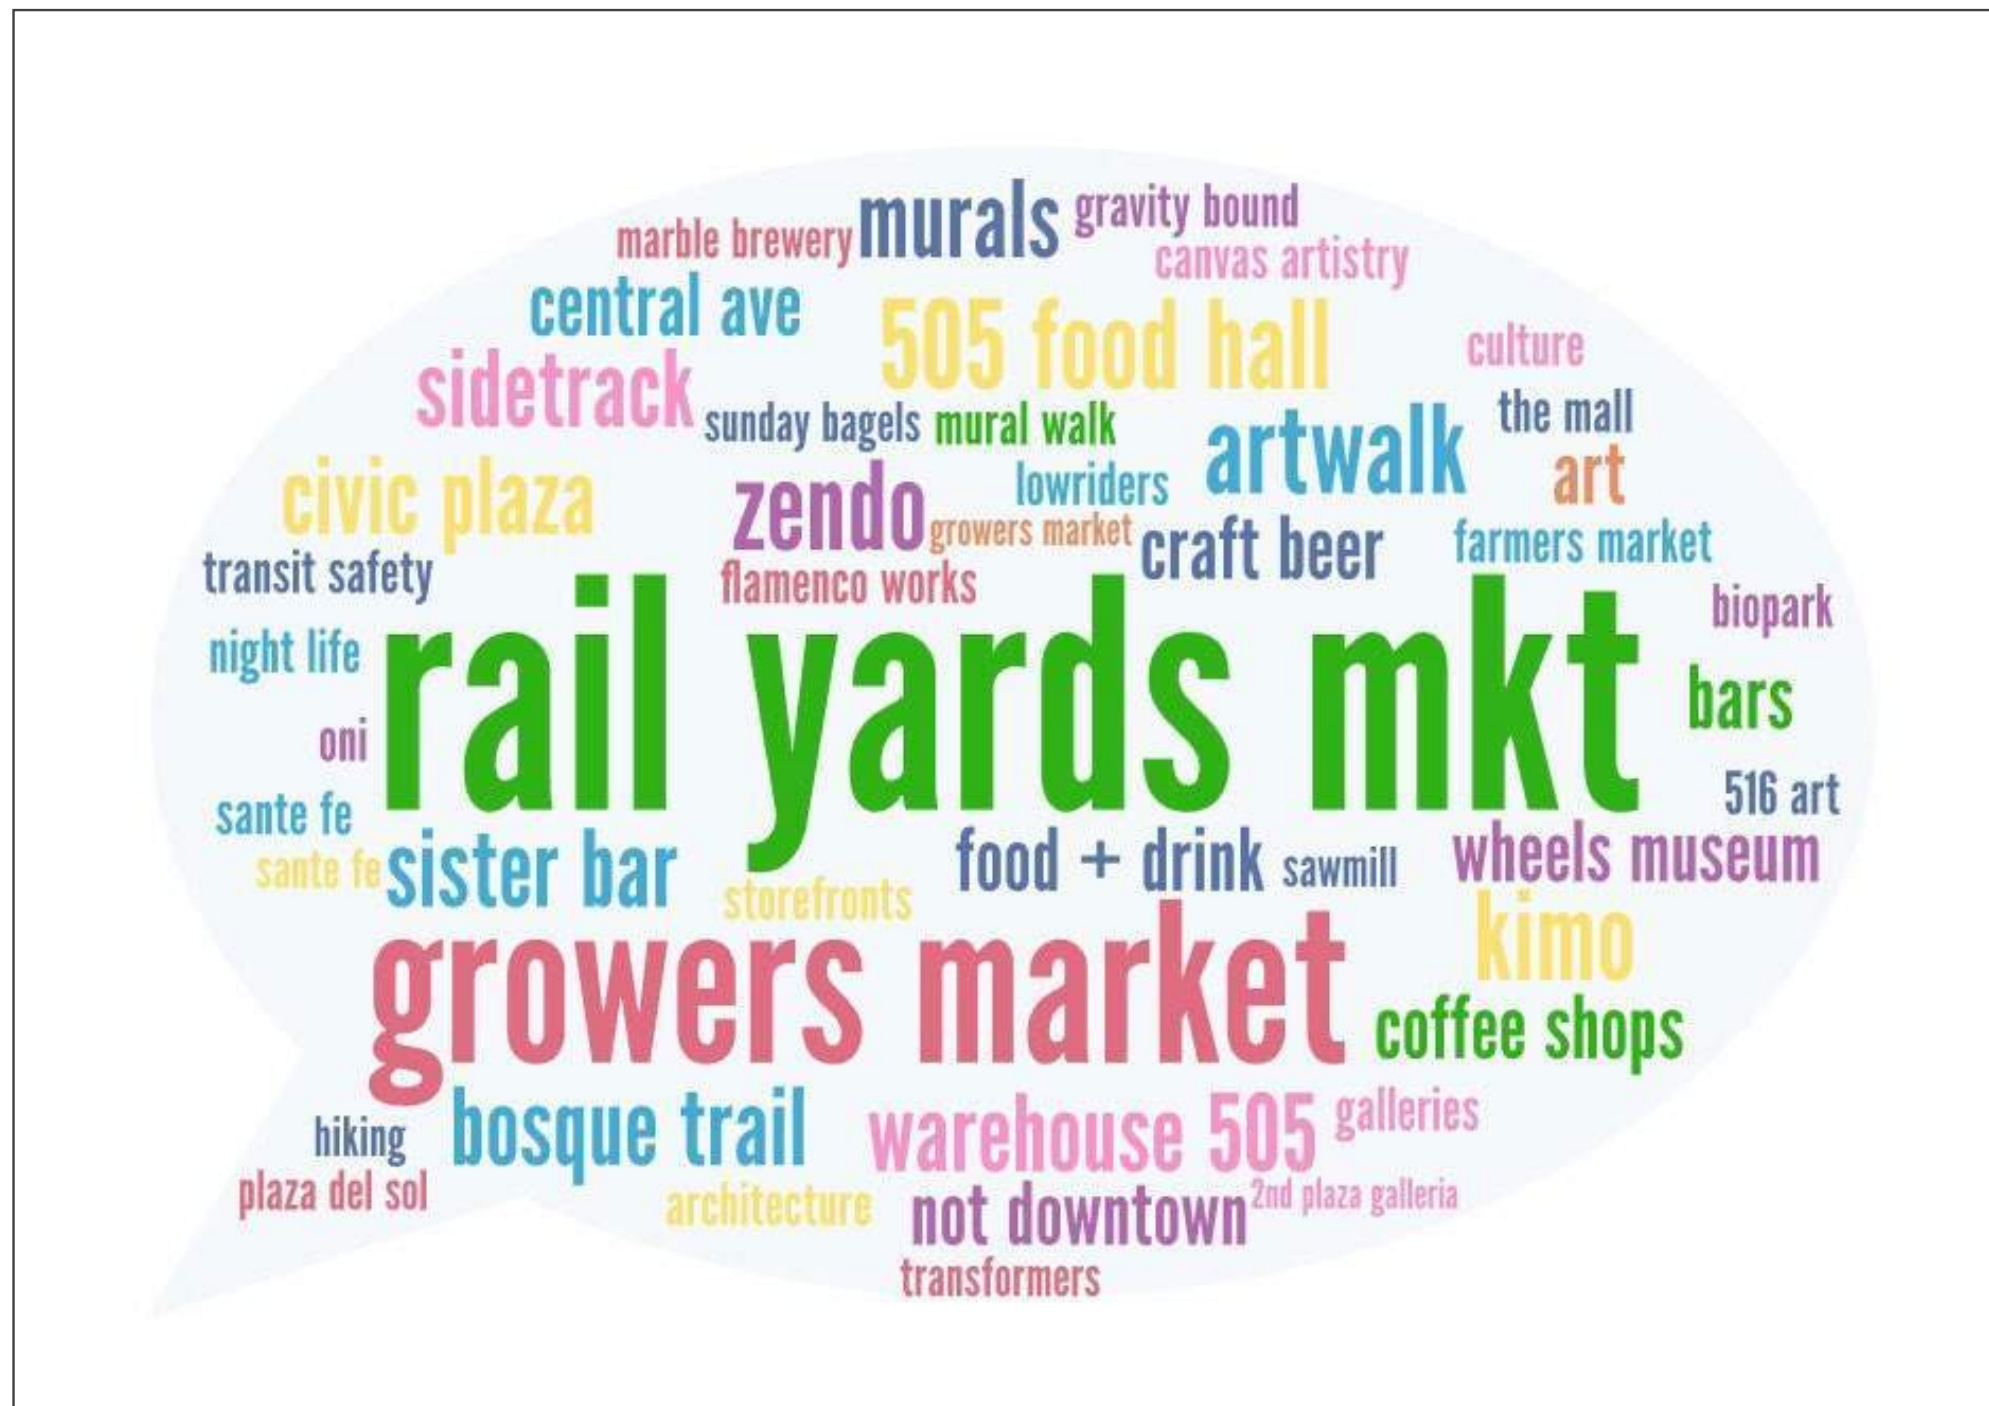 murals
gravity bound
marble brewery
canvas artistry
central ave
505 food hall
culture
sidetrack
the mall
sunday bagels
mural walk
artwalk
art
civic plaza
zendo
lowriders
growers market
craft beer
farmers market
transit safety
flamenco works
biopark
night life
rail yards mkt
bars
oni
516 art
sante fe
sante fe
sister bar
food + drink
sawmill
wheels museum
storefronts
kimo
growers market
coffee shops
hiking
bosque trail
warehouse 505
galleries
plaza del sol
architecture
not downtown
2nd plaza galleria
transformers